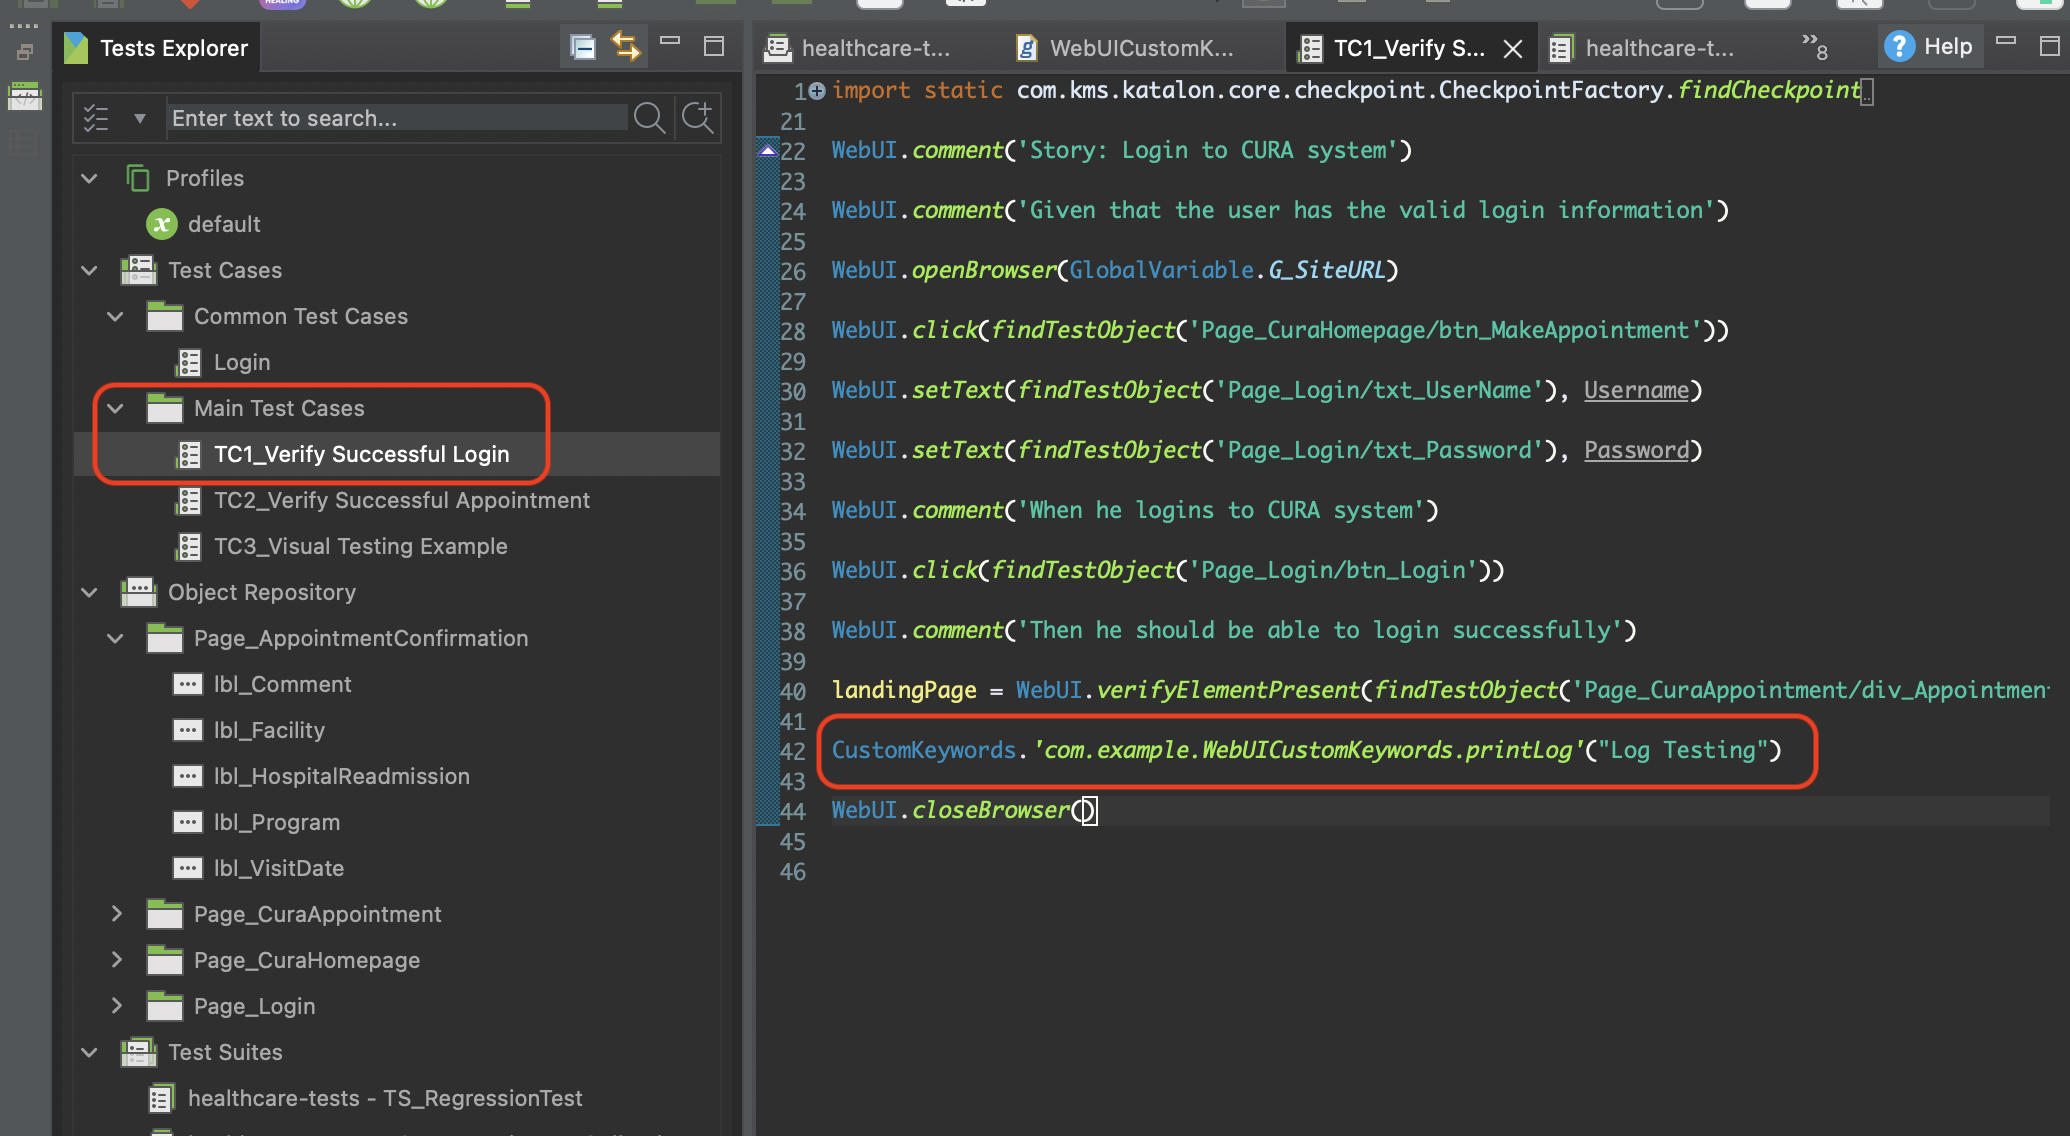 HEALING
Tests Explorer
Enter text to search...
Profiles
default
Test Cases
Common Test Cases
Login
Main Test Cases
TC1_Verify Successful Login
TC2_Verify Successful Appointment
TC3_Visual Testing Example
Object Repository
Page_AppointmentConfirmation
lbl_Comment
lbl_Facility
lbl_HospitalReadmission
lbl_Program
lbl_VisitDate
Page_CuraAppointment
Page_CuraHomepage
Page_Login
Test Suites
healthcare-tests - TS_RegressionTest
healthcare-t...
WebUICustomK...
TC1_Verify S...
healthcare-t...
»8
Help
1 import static com.kms.katalon.core.checkpoint.CheckpointFactory.findCheckpoint
21
22 WebUI.comment('Story: Login to CURA system')
23
24 WebUI.comment('Given that the user has the valid login information')
25
26 WebUI.openBrowser(GlobalVariable.G_SiteURL)
27
28 WebUI.click(findTestObject('Page_CuraHomepage/btn_MakeAppointment'))
29
30 WebUI.setText(findTestObject('Page_Login/txt_UserName'), Username)
31
32 WebUI.setText(findTestObject('Page_Login/txt_Password'), Password)
33
34 WebUI.comment('When he logins to CURA system')
35
36 WebUI.click(findTestObject('Page_Login/btn_Login'))
37
38 WebUI.comment('Then he should be able to login successfully')
39
40 landingPage = WebUI.verifyElementPresent(findTestObject('Page_CuraAppointment/div_Appointmen
41
42 CustomKeywords.'com.example.WebUICustomKeywords.printLog'("Log Testing")
43
44 WebUI.closeBrowser()
45
46